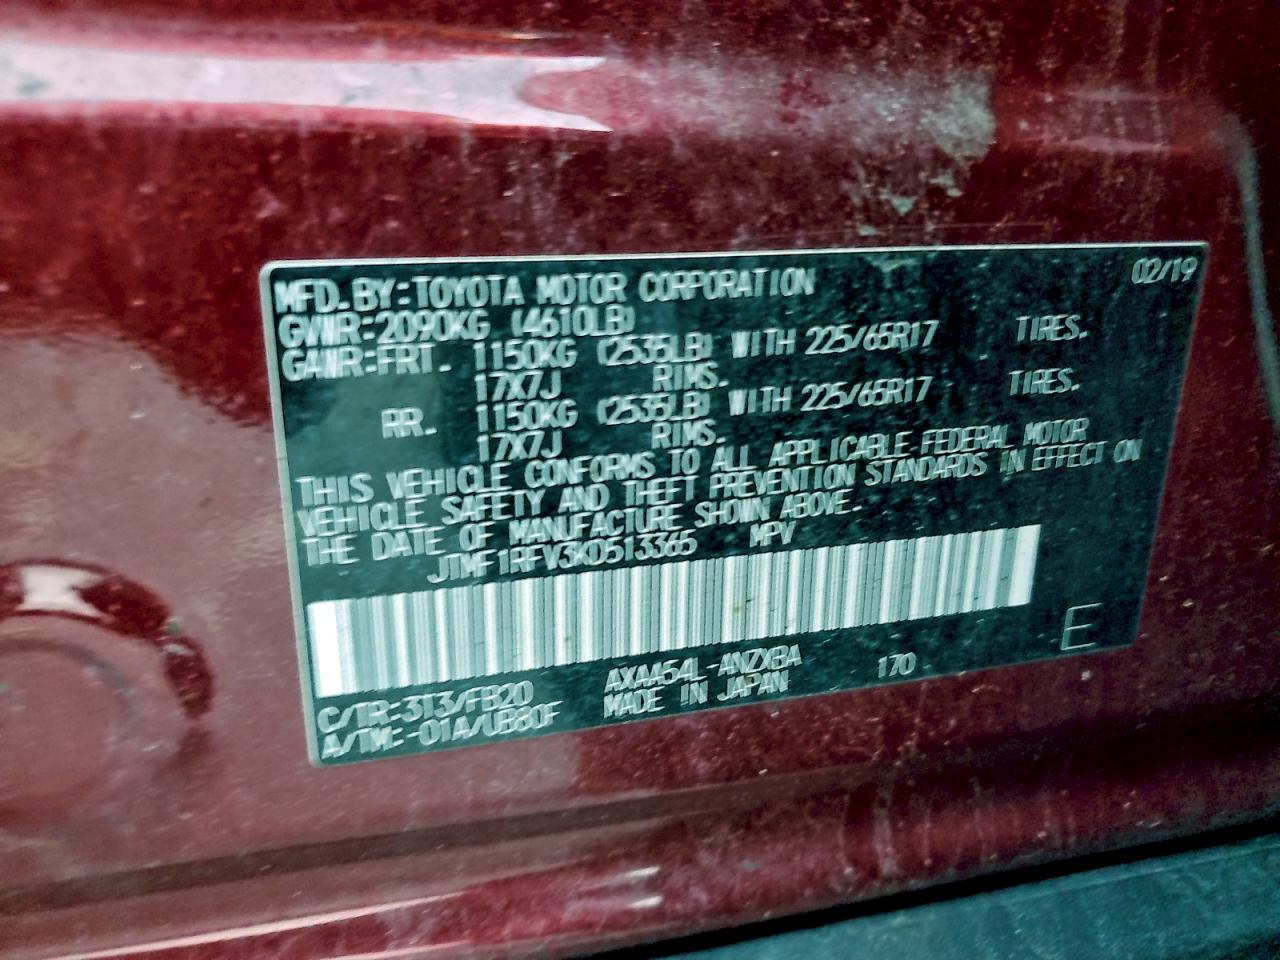 MFD. BY: TOYOTA MOTOR CORPORATION 02/19
GVWR: 2090KG (4610LB)
GAWR: FRT. 1150KG (2535LB) WITH 225/65R17 TIRES.
17X7J RIMS.
RR. 1150KG (2535LB) WITH 225/65R17 TIRES.
17X7J RIMS.
THIS VEHICLE CONFORMS TO ALL APPLICABLE FEDERAL MOTOR
VEHICLE SAFETY AND THEFT PREVENTION STANDARDS IN EFFECT ON
THE DATE OF MANUFACTURE SHOWN ABOVE.
JTMF1RFV3KD513365 MPV
C/TR: 3T3/FB20 AXAA54L-ANZXBA 170 E
A/TM: -01A/UB80F MADE IN JAPAN